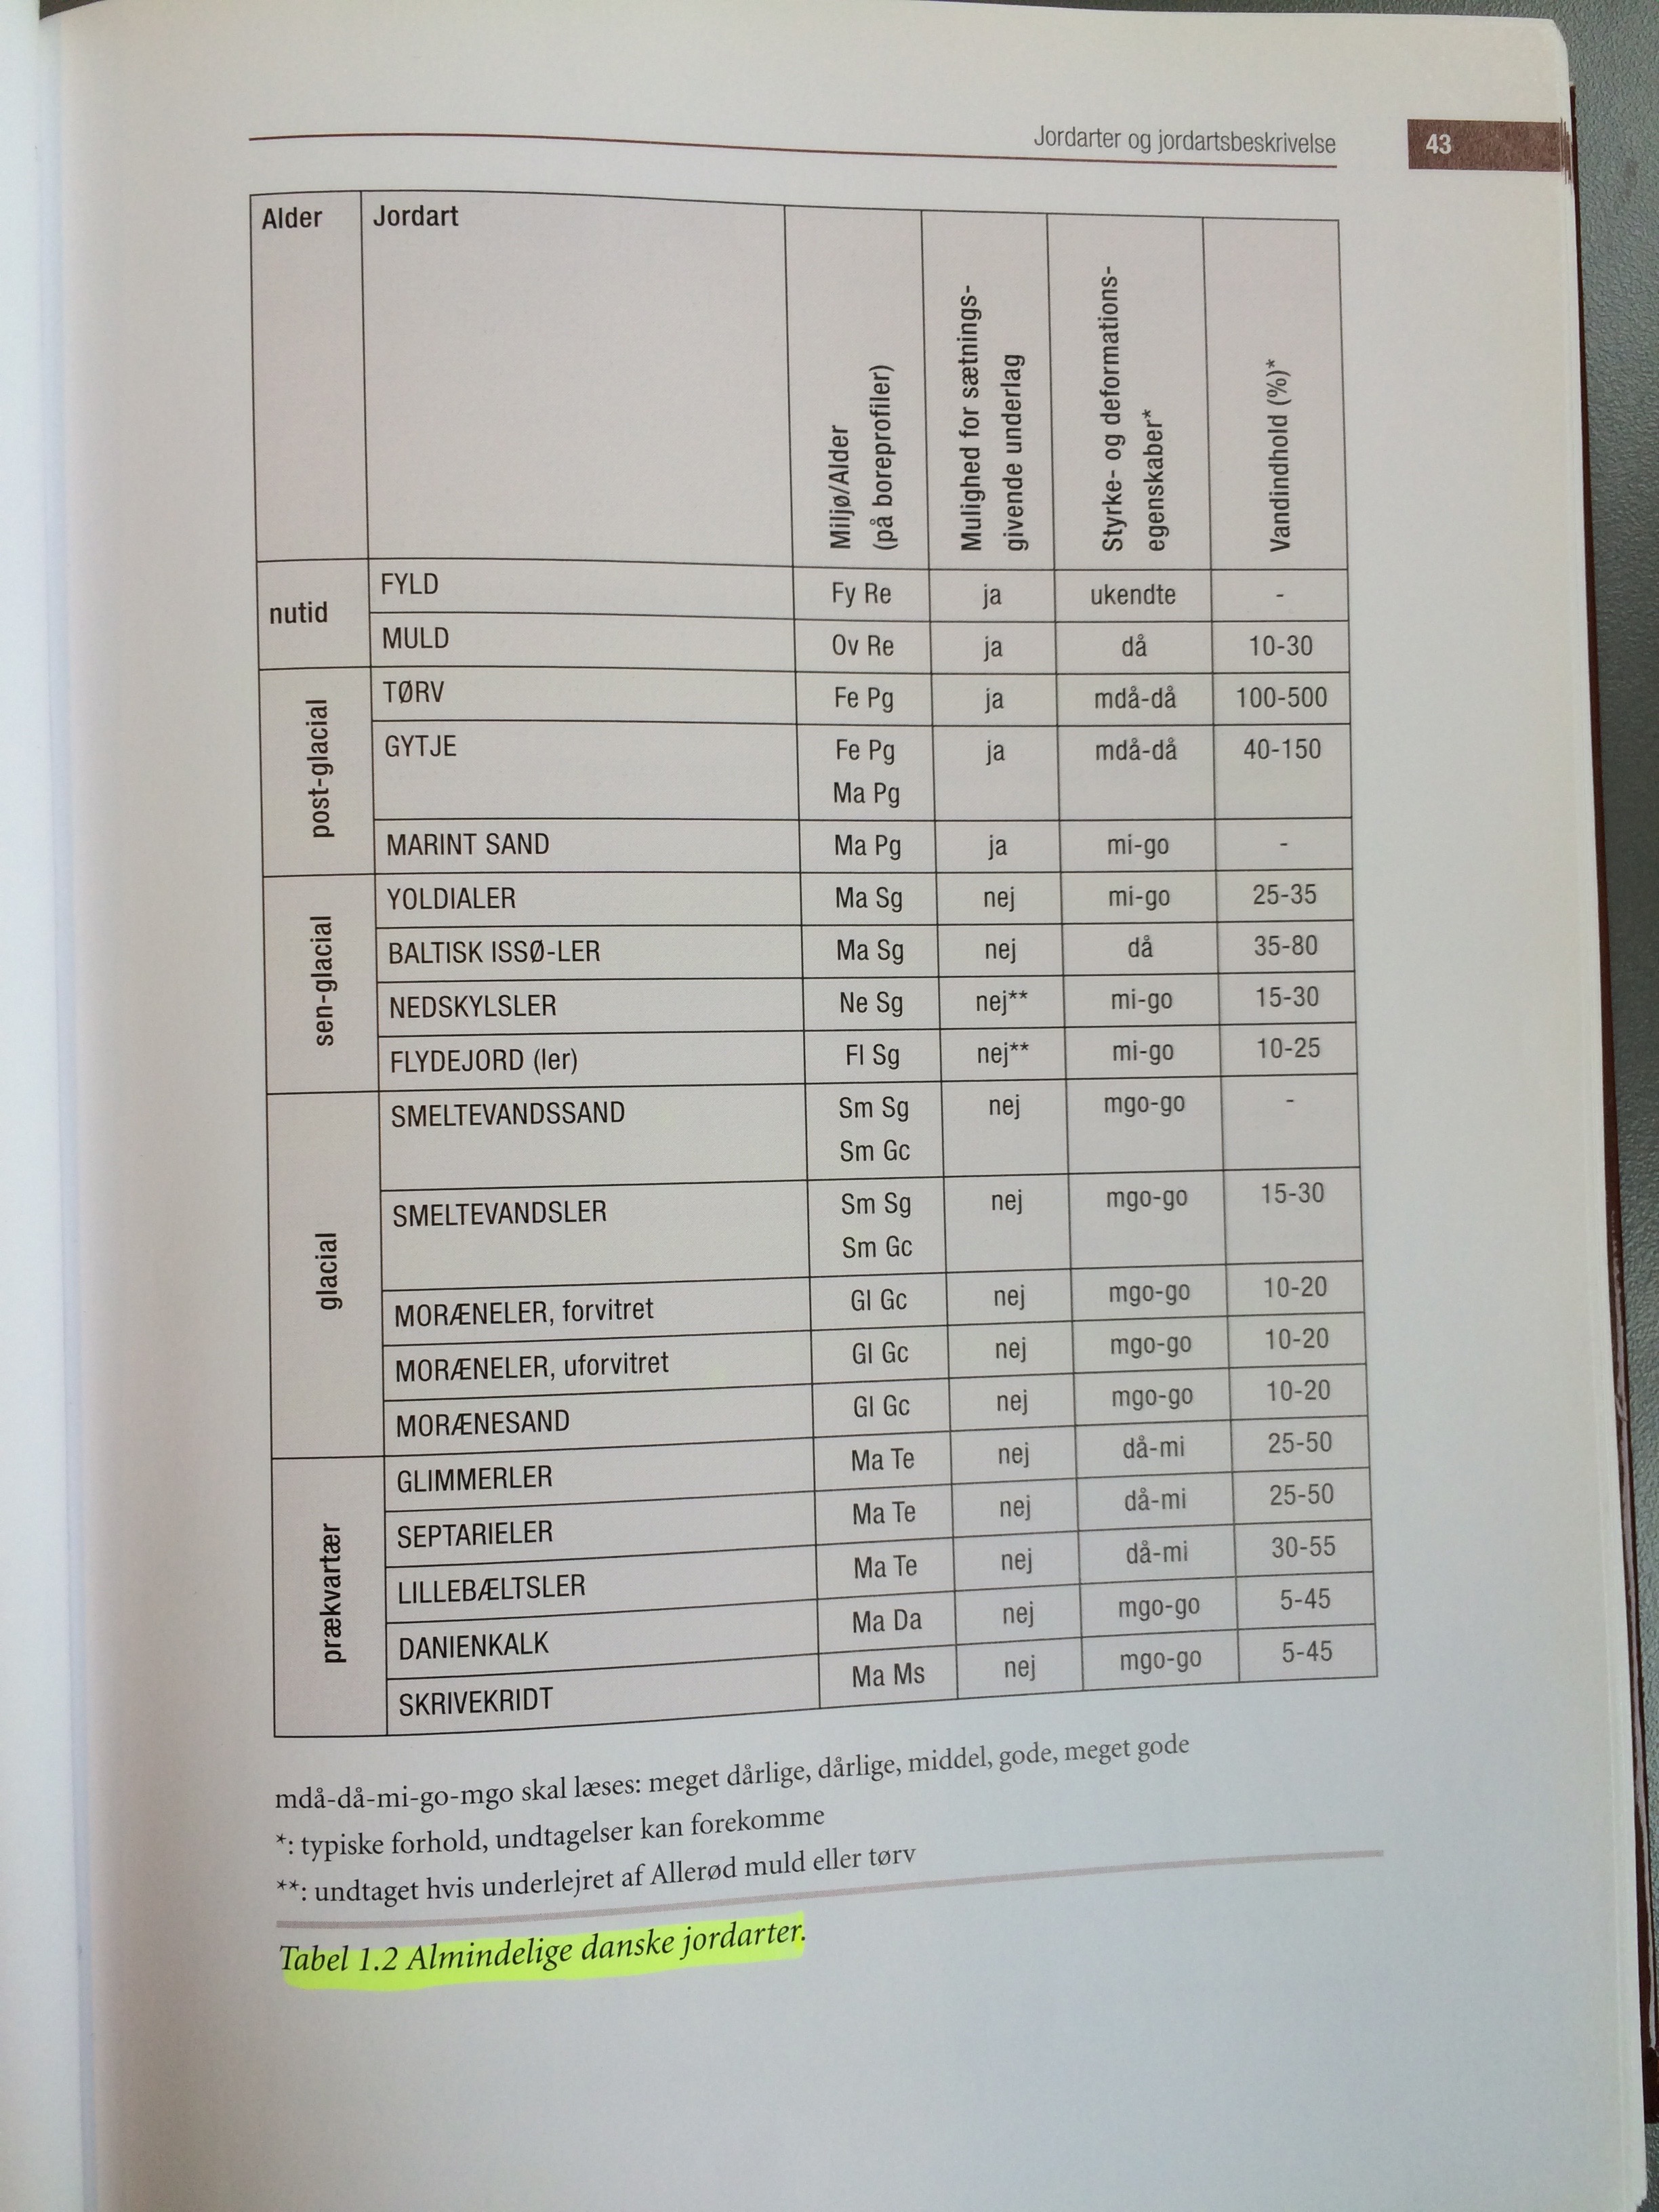 Jordarter og jordartsbeskrivelse 43
Alder Jordart Miljø/Alder (på boreprofiler) Mulighed for sætnings-givende underlag Styrke- og deformations-egenskaber* Vandindhold (%)*
nutid
FYLD Fy Re ja ukendte -
MULD Ov Re ja då 10-30
post-glacial
TØRV Fe Pg ja mdå-då 100-500
GYTJE Fe Pg ja mdå-då 40-150
Ma Pg
MARINT SAND Ma Pg ja mi-go -
sen-glacial
YOLDIALER Ma Sg nej mi-go 25-35
BALTISK ISSØ-LER Ma Sg nej då 35-80
NEDSKYLSLER Ne Sg nej** mi-go 15-30
FLYDEJORD (ler) Fl Sg nej** mi-go 10-25
glacial
SMELTEVANDSSAND Sm Sg nej mgo-go -
Sm Gc
SMELTEVANDSLER Sm Sg nej mgo-go 15-30
Sm Gc
MORÆNELER, forvitret Gl Gc nej mgo-go 10-20
MORÆNELER, uforvitret Gl Gc nej mgo-go 10-20
MORÆNESAND Gl Gc nej mgo-go 10-20
prækvartær
GLIMMERLER Ma Te nej då-mi 25-50
SEPTARIELER Ma Te nej då-mi 25-50
LILLEBÆLTSLER Ma Te nej då-mi 30-55
DANIENKALK Ma Da nej mgo-go 5-45
SKRIVEKRIDT Ma Ms nej mgo-go 5-45
mdå-då-mi-go-mgo skal læses: meget dårlige, dårlige, middel, gode, meget gode
*: typiske forhold, undtagelser kan forekomme
**: undtaget hvis underlejret af Allerød muld eller tørv
Tabel 1.2 Almindelige danske jordarter.